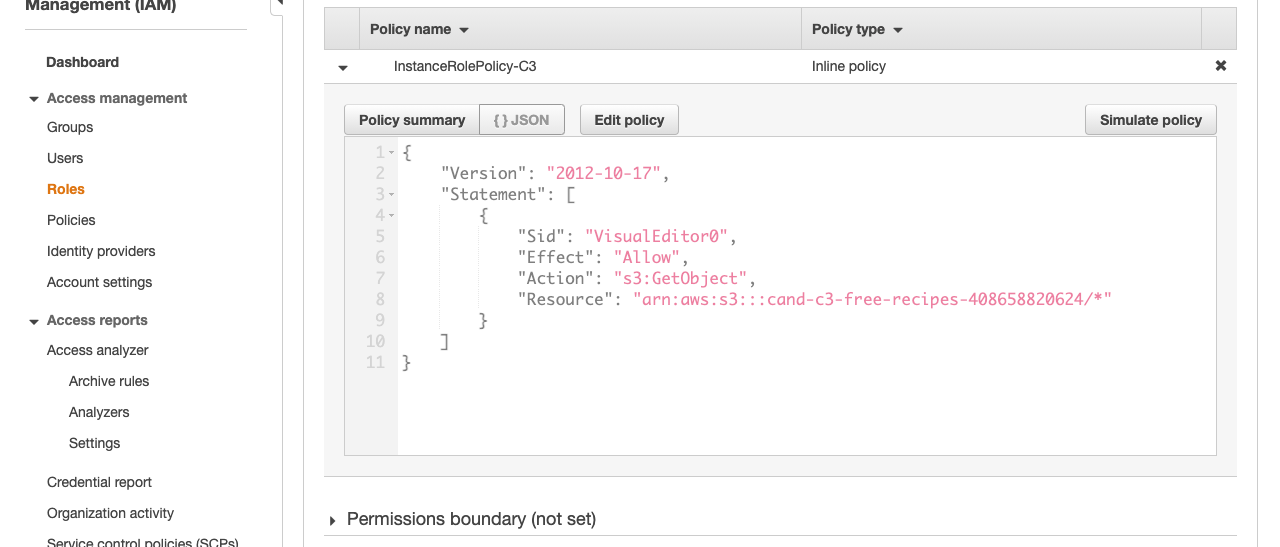 Management (IAM)
Dashboard
Access management
Groups
Users
Roles
Policies
Identity providers
Account settings
Access reports
Access analyzer
Archive rules
Analyzers
Settings
Credential report
Organization activity
Service control policies (SCPs)
Policy name Policy type
InstanceRolePolicy-C3 Inline policy
Policy summary { } JSON Edit policy Simulate policy
1 {
2 "Version": "2012-10-17",
3 "Statement": [
4 {
5 "Sid": "VisualEditor0",
6 "Effect": "Allow",
7 "Action": "s3:GetObject",
8 "Resource": "arn:aws:s3:::cand-c3-free-recipes-408658820624/*"
9 }
10 ]
11 }
Permissions boundary (not set)